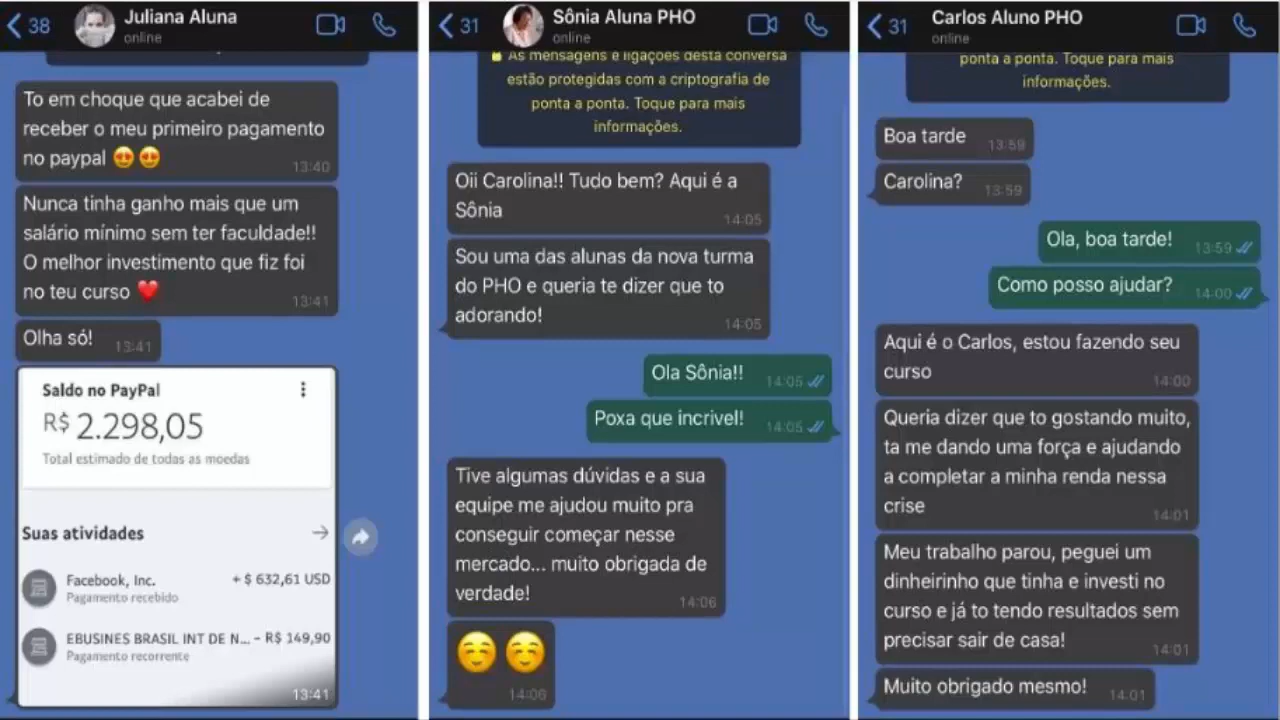 38
Juliana Aluna
online
To em choque que acabei de
receber o meu primeiro pagamento
no paypal 😍 😍
13:40
Nunca tinha ganho mais que um
salário mínimo sem ter faculdade!!
O melhor investimento que fiz foi
no teu curso ❤️
13:41
Olha só!
13:41
Saldo no PayPal
R$ 2.298,05
Total estimado de todas as moedas
Suas atividades
Facebook, Inc. + $ 632,61 USD
Pagamento recebido
EBUSINES BRASIL INT DE N... - R$ 149,90
Pagamento recorrente
13:41
31
Sônia Aluna PHO
online
As mensagens e ligações desta conversa
estão protegidas com a criptografia de
ponta a ponta. Toque para mais
informações.
Oii Carolina!! Tudo bem? Aqui é a
Sônia
14:05
Sou uma das alunas da nova turma
do PHO e queria te dizer que to
adorando!
14:05
Ola Sônia!!
14:05
Poxa que incrivel!
14:05
Tive algumas dúvidas e a sua
equipe me ajudou muito pra
conseguir começar nesse
mercado... muito obrigada de
verdade!
14:06
☺️ ☺️
14:06
31
Carlos Aluno PHO
online
ponta a ponta. Toque para mais
informações.
Boa tarde
13:59
Carolina?
13:59
Ola, boa tarde!
13:59
Como posso ajudar?
14:00
Aqui é o Carlos, estou fazendo seu
curso
14:00
Queria dizer que to gostando muito,
ta me dando uma força e ajudando
a completar a minha renda nessa
crise
14:01
Meu trabalho parou, peguei um
dinheirinho que tinha e investi no
curso e já to tendo resultados sem
precisar sair de casa!
14:01
Muito obrigado mesmo!
14:01